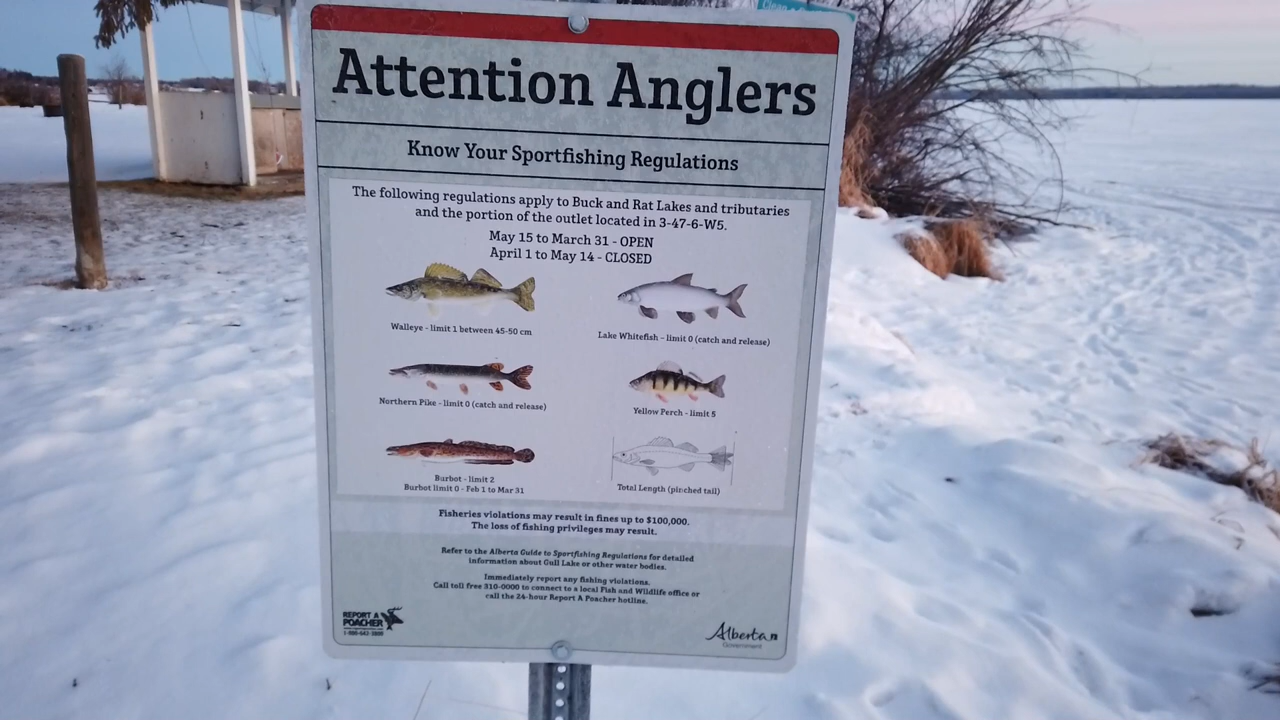 Attention Anglers
Know Your Sportfishing Regulations
The following regulations apply to Buck and Rat Lakes and tributaries
and the portion of the outlet located in 3-47-6-W5.
May 15 to March 31 - OPEN
April 1 to May 14 - CLOSED
Walleye - limit 1 between 45-50 cm
Lake Whitefish - limit 0 (catch and release)
Northern Pike - limit 0 (catch and release)
Yellow Perch - limit 5
Burbot - limit 2
Burbot limit 0 - Feb 1 to Mar 31
Total Length (pinched tail)
Fisheries violations may result in fines up to $100,000.
The loss of fishing privileges may result.
Refer to the Alberta Guide to Sportfishing Regulations for detailed
information about Gull Lake or other water bodies.
Immediately report any fishing violations.
Call toll free 310-0000 to connect to a local Fish and Wildlife office or
call the 24-hour Report A Poacher hotline.
REPORT A
POACHER
1-800-642-3800
Alberta
Government